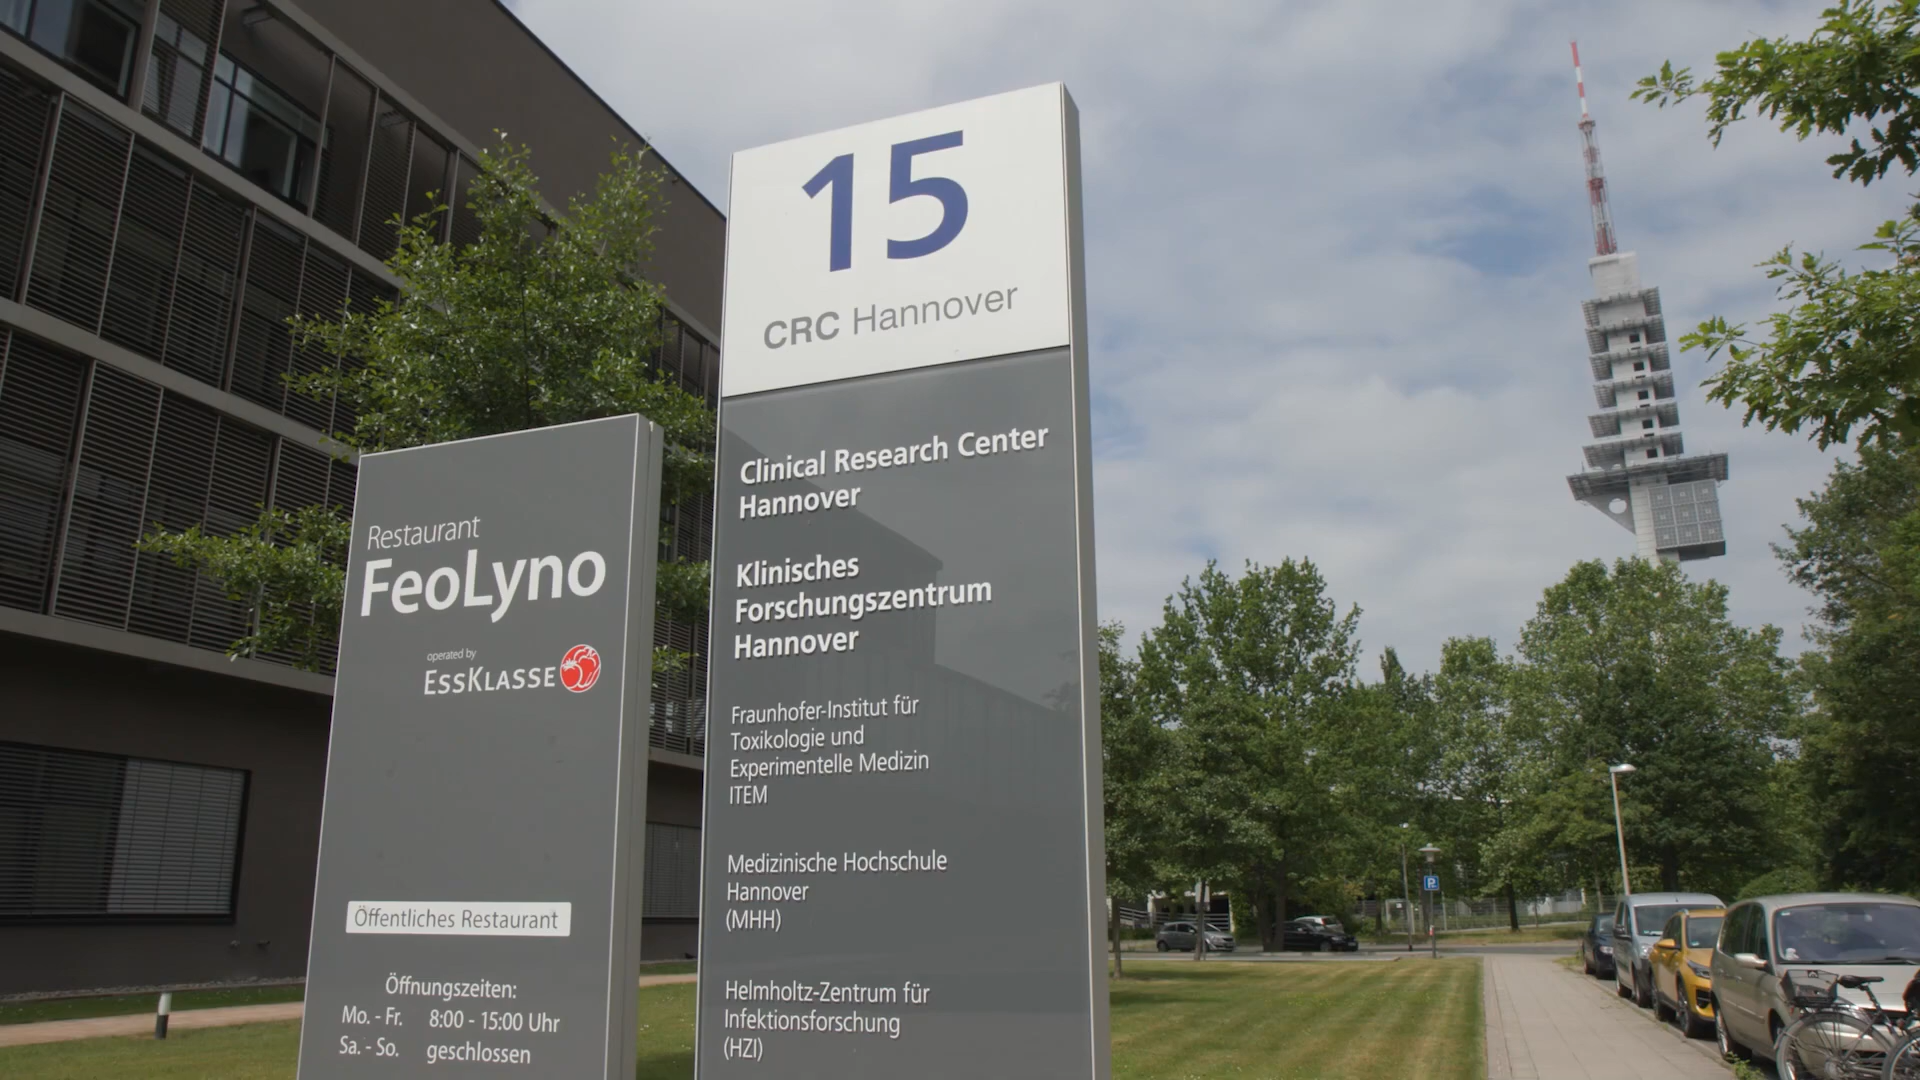 Restaurant
FeoLyno
operated by
ESSKLASSE
Öffentliches Restaurant
Öffnungszeiten:
Mo. - Fr. 8:00 - 15:00 Uhr
Sa. - So. geschlossen
15
CRC Hannover
Clinical Research Center
Hannover
Klinisches
Forschungszentrum
Hannover
Fraunhofer-Institut für
Toxikologie und
Experimentelle Medizin
ITEM
Medizinische Hochschule
Hannover
(MHH)
Helmholtz-Zentrum für
Infektionsforschung
(HZI)
P